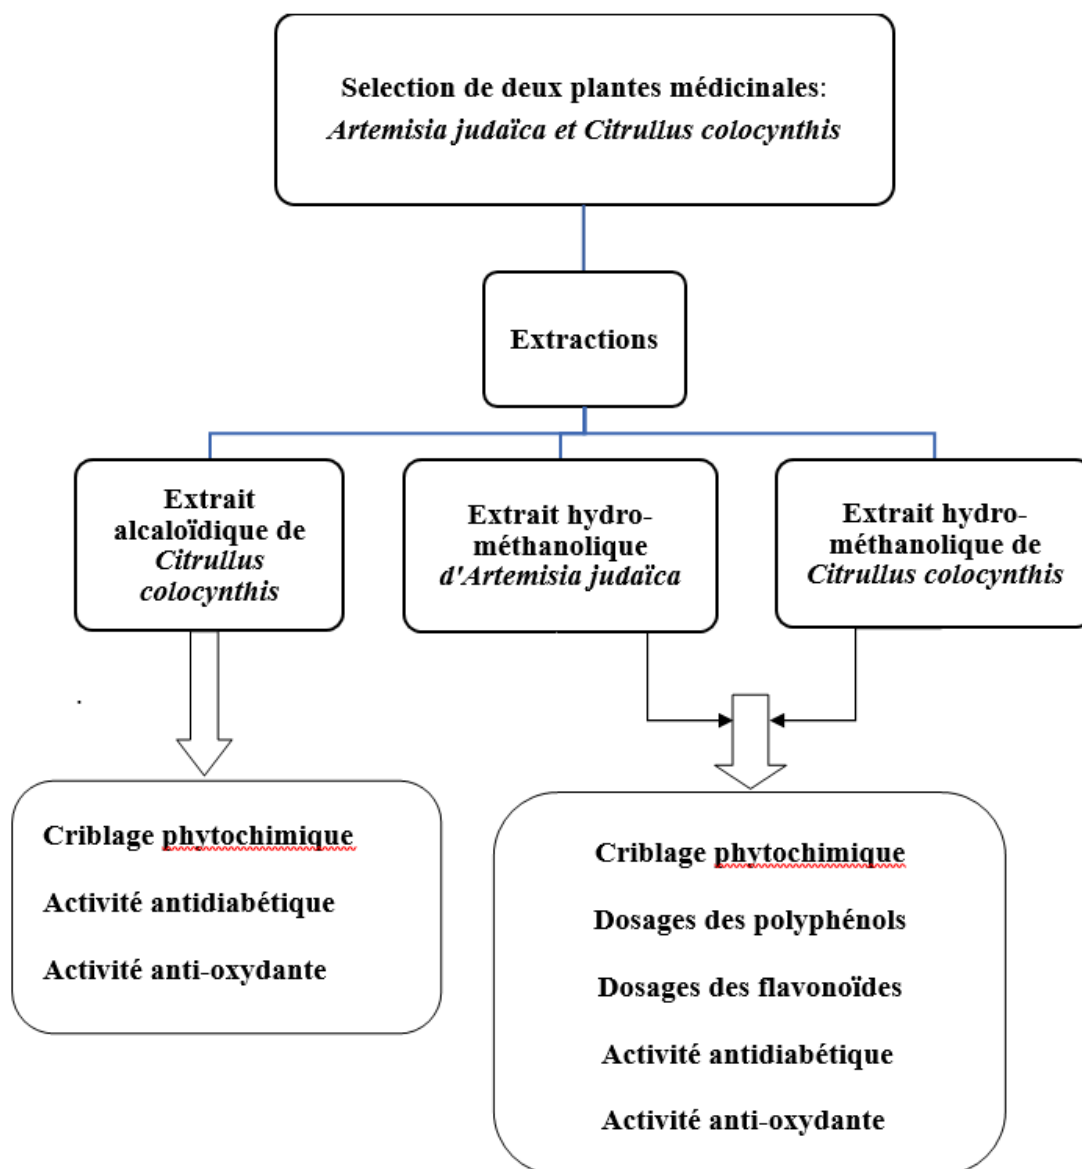 Selection de deux plantes médicinales:
Artemisia judaïca et Citrullus colocynthis
Extractions
Extrait
alcaloïdique de
Citrullus
colocynthis
Extrait hydro-
méthanolique
d'Artemisia judaïca
Extrait hydro-
méthanolique de
Citrullus colocynthis
.
Criblage phytochimique
Activité antidiabétique
Activité anti-oxydante
Criblage phytochimique
Dosages des polyphénols
Dosages des flavonoïdes
Activité antidiabétique
Activité anti-oxydante